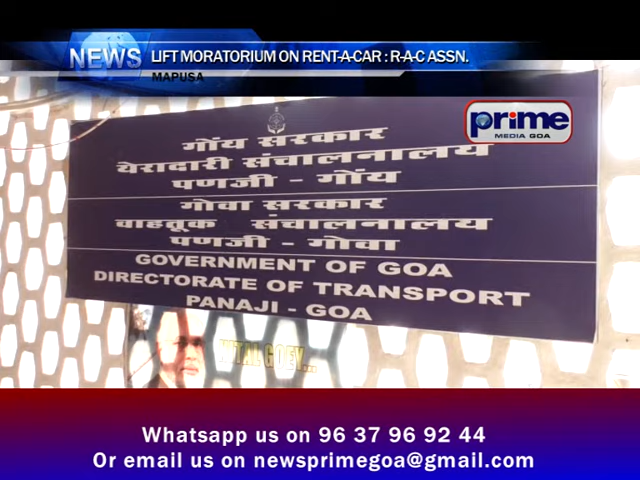 NEWS
LIFT MORATORIUM ON RENT-A-CAR : R-A-C ASSN.
MAPUSA
prime
MEDIA GOA
गोंय सरकार
येरादारी संचालनालय
पणजी - गोंय
गोवा सरकार
वाहतूक संचालनालय
पणजी - गोवा
GOVERNMENT OF GOA
DIRECTORATE OF TRANSPORT
PANAJI - GOA
Whatsapp us on 96 37 96 92 44
Or email us on newsprimegoa@gmail.com